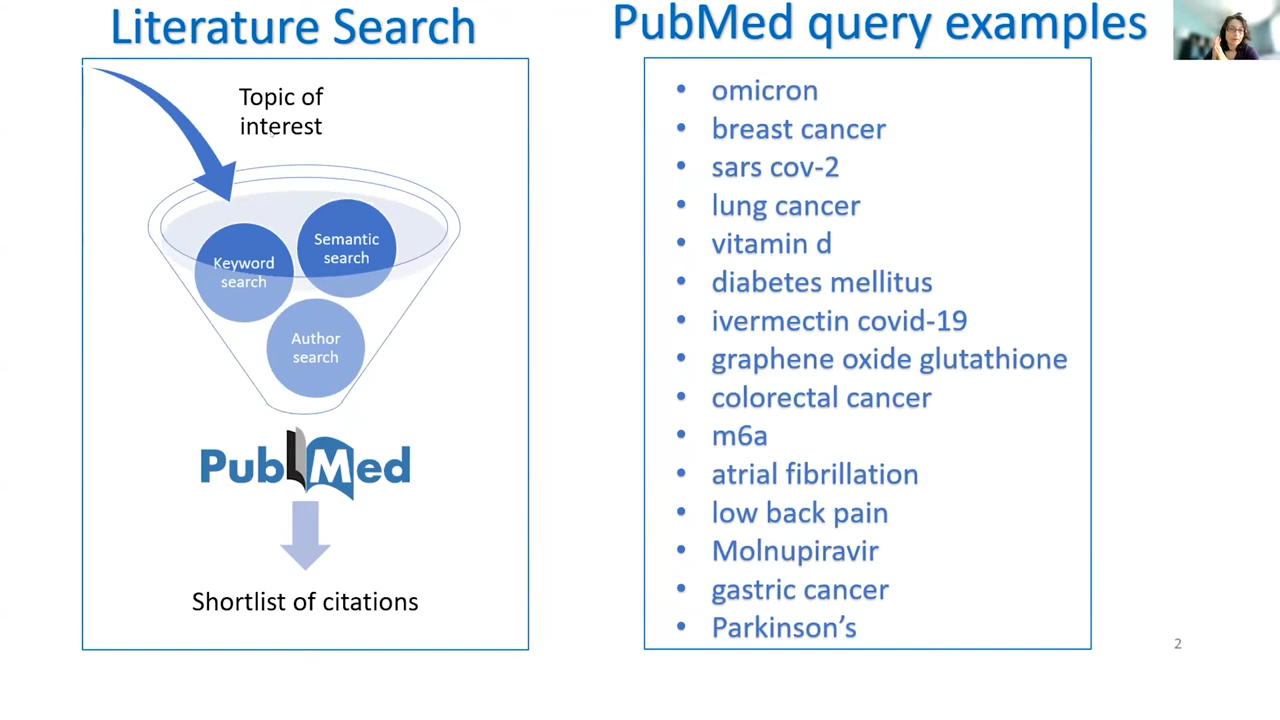 Literature Search
Topic of
interest
Keyword
search
Semantic
search
Author
search
PubMed
Shortlist of citations
PubMed query examples
• omicron
• breast cancer
• sars cov-2
• lung cancer
• vitamin d
• diabetes mellitus
• ivermectin covid-19
• graphene oxide glutathione
• colorectal cancer
• m6a
• atrial fibrillation
• low back pain
• Molnupiravir
• gastric cancer
• Parkinson’s
2